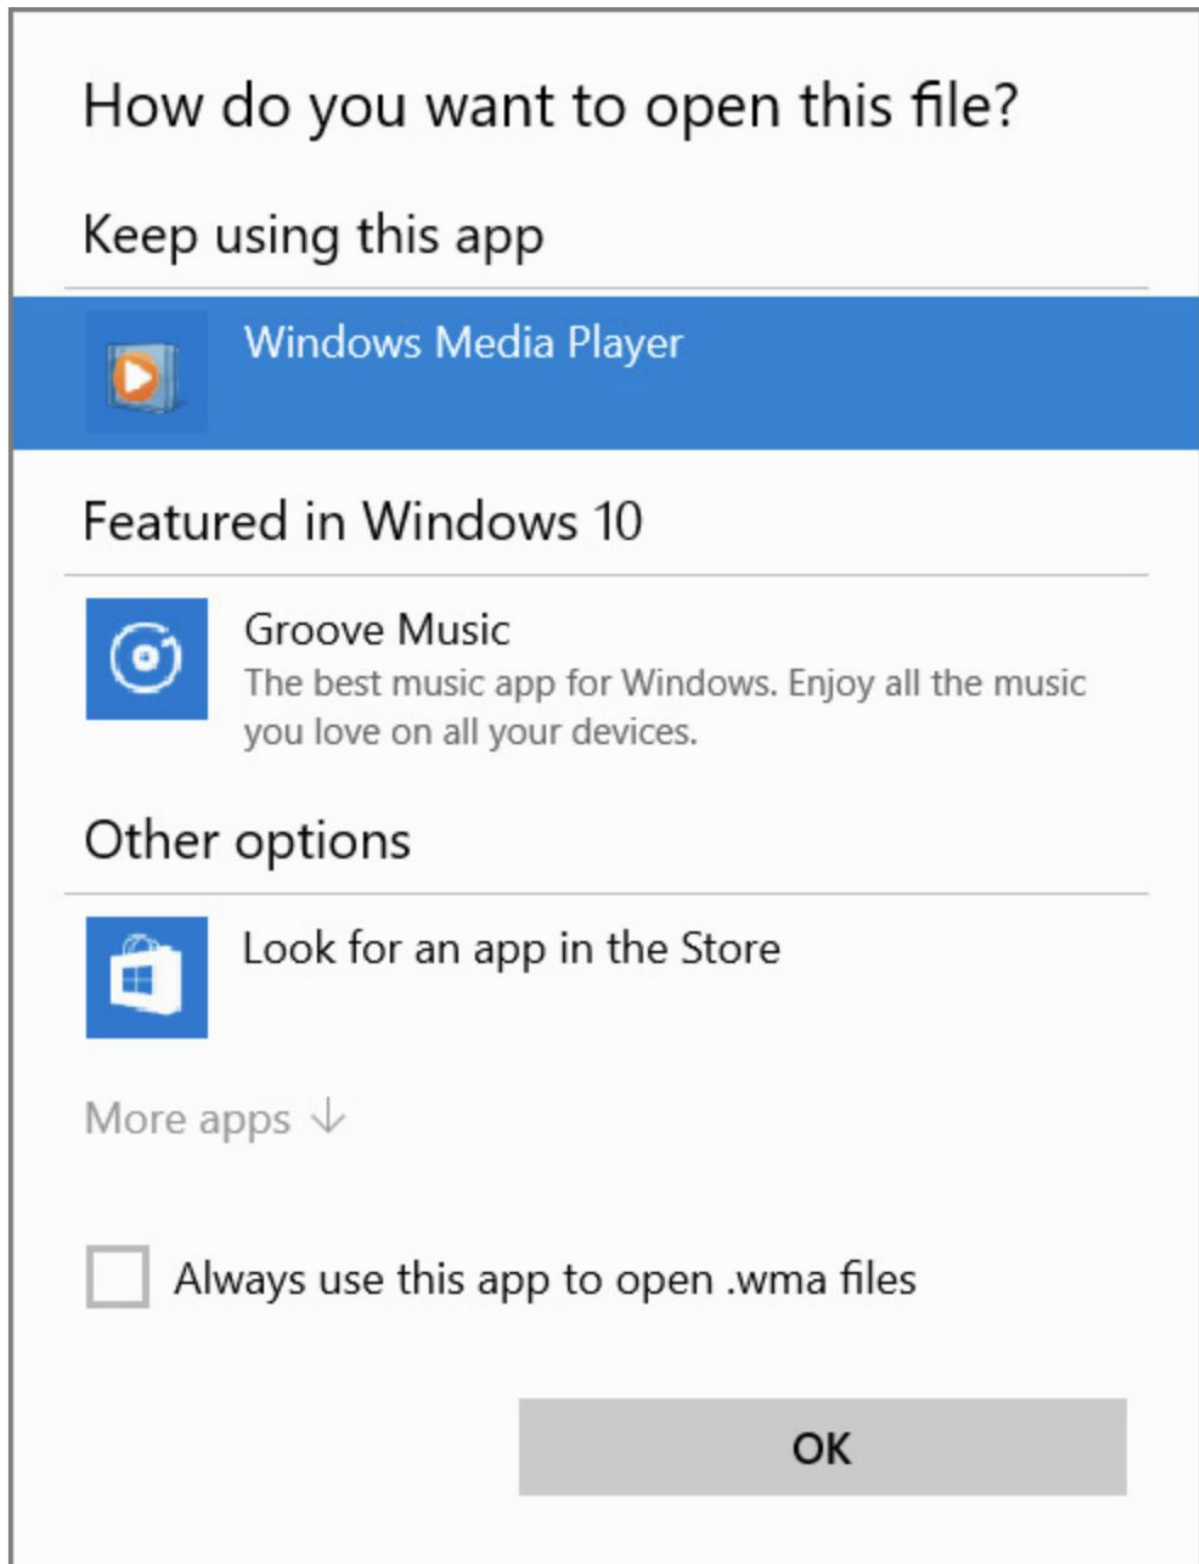 How do you want to open this file?
Keep using this app
Windows Media Player
Featured in Windows 10
Groove Music
The best music app for Windows. Enjoy all the music
you love on all your devices.
Other options
Look for an app in the Store
More apps ↓
Always use this app to open .wma files
OK